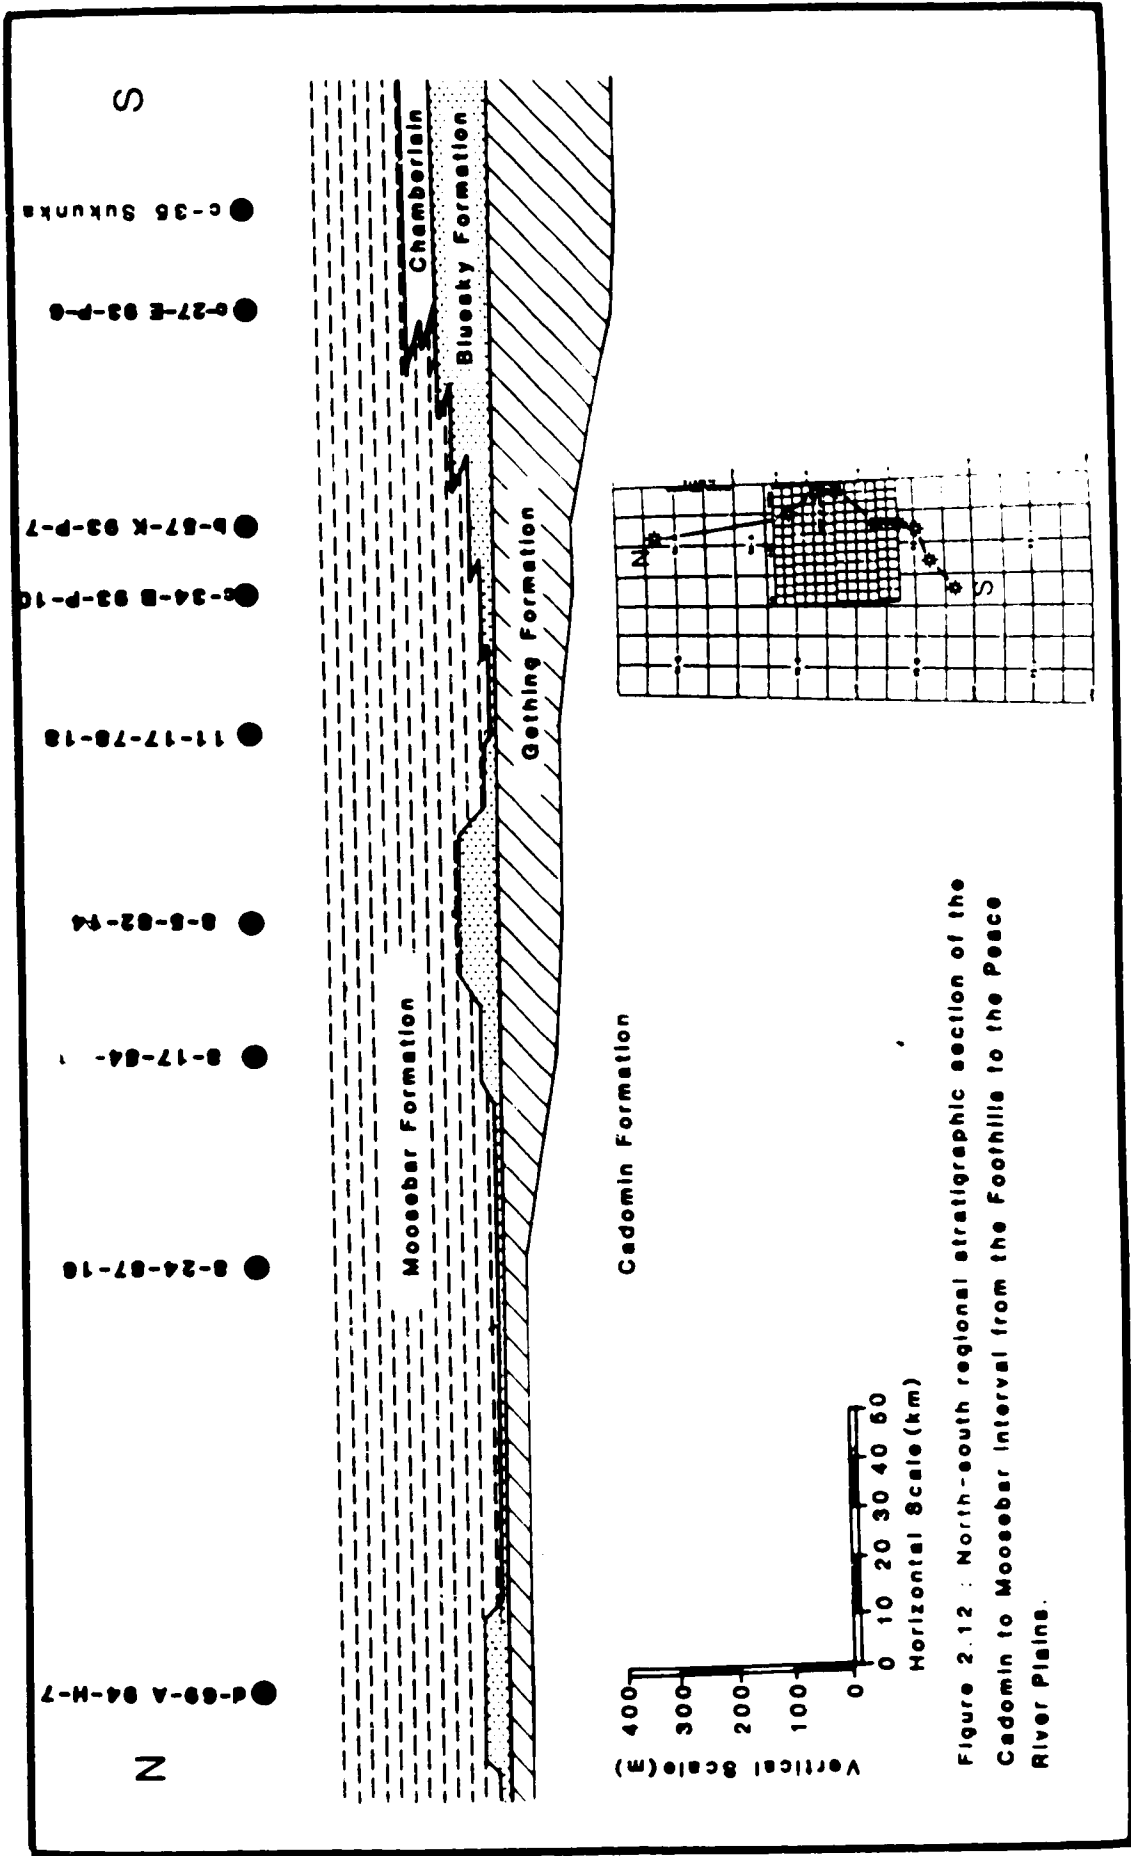 N
S
d-69-A 94-H-7
8-24-87-16
8-17-84-
8-5-82-14
11-17-78-18
c-34-B 93-P-10
b-57-K 93-P-7
93-P-6
c-35 Sukunka
Moosebar Formation
Chamberlain
Bluesky Formation
Gething Formation
Cadomin Formation
Vertical Scale(m)
400
300
200
100
0
0 10 20 30 40 50
Horizontal Scale(km)
N
S
Figure 2.12 : North-south regional stratigraphic section of the
Cadomin to Moosebar interval from the Foothills to the Peace
River Plains.